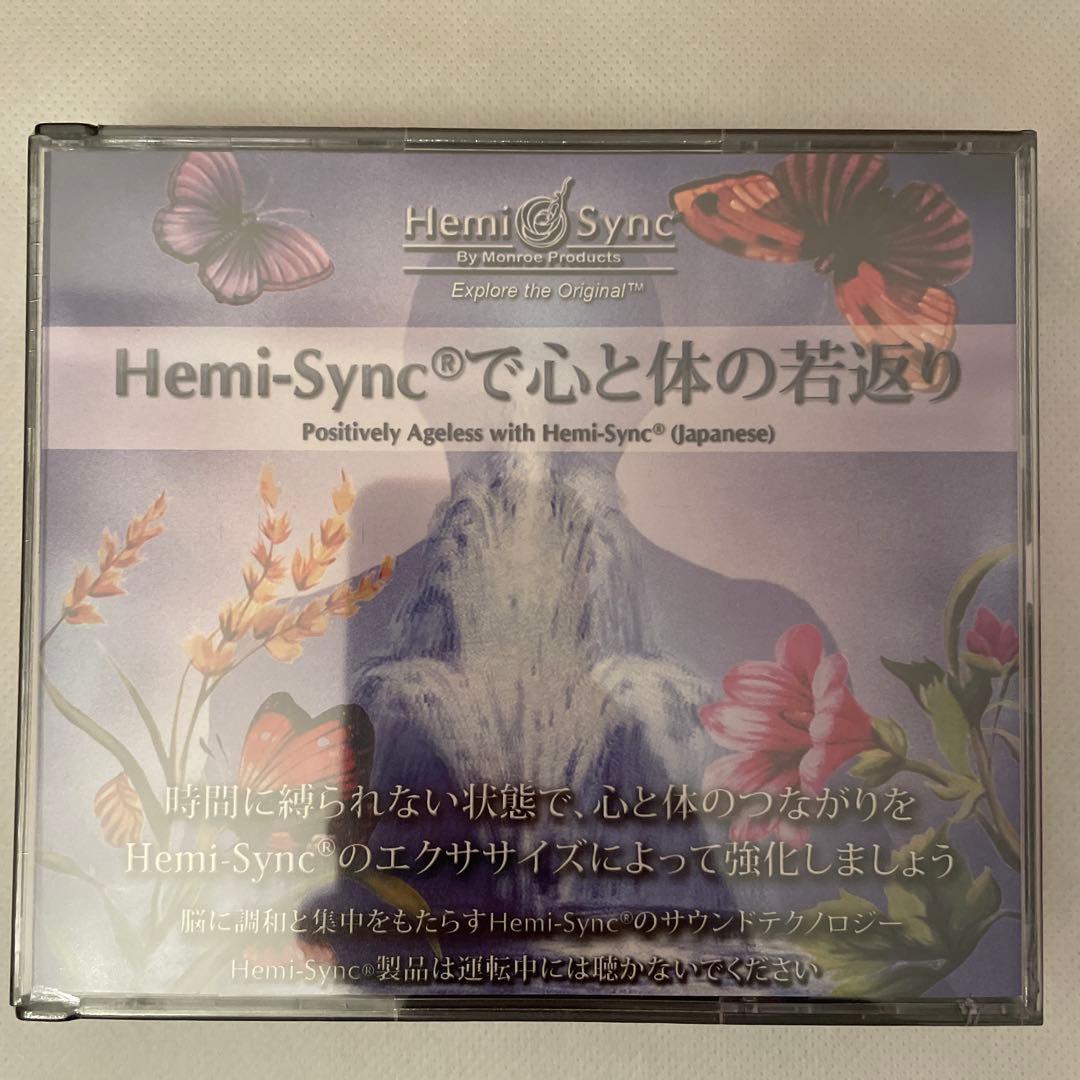 Hemi Sync
By Monroe Products
Explore the Original™
Hemi-Sync®で心と体の若返り
Positively Ageless with Hemi-Sync® (Japanese)
時間に縛られない状態で、心と体のつながりを
Hemi-Sync®のエクササイズによって強化しましょう
脳に調和と集中をもたらすHemi-Sync®のサウンドテクノロジー
Hemi-Sync®製品は運転中には聴かないでください